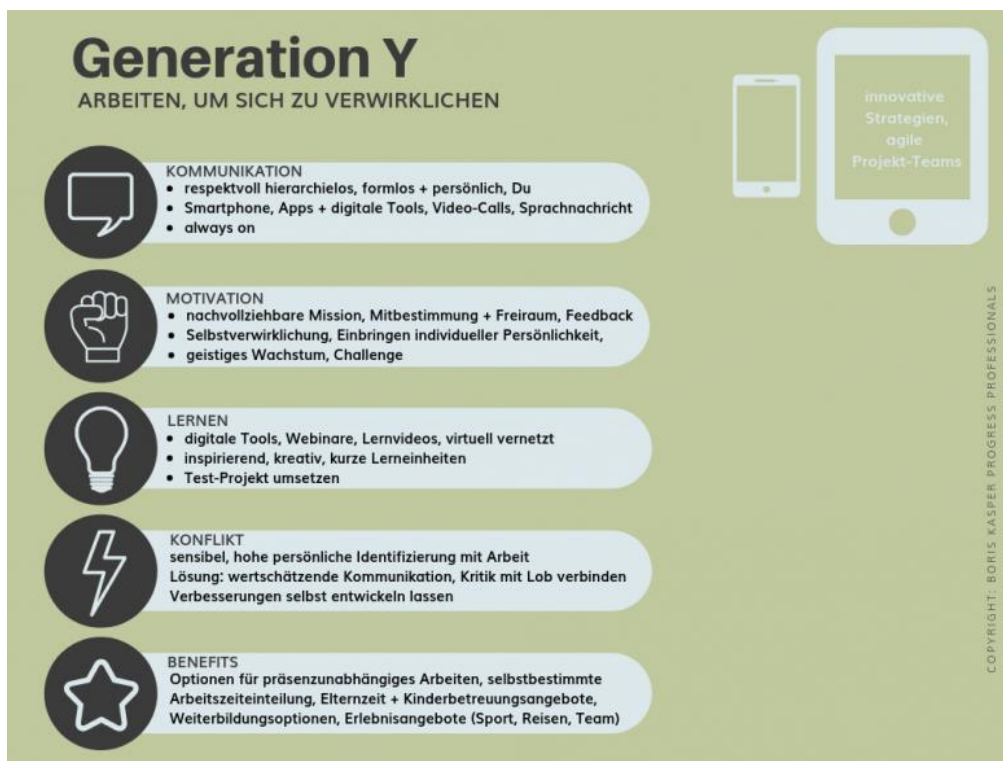 Generation Y
ARBEITEN, UM SICH ZU VERWIRKLICHEN
innovative
Strategien,
agile
Projekt-Teams
KOMMUNIKATION
• respektvoll hierarchielos, formlos + persönlich, Du
• Smartphone, Apps + digitale Tools, Video-Calls, Sprachnachricht
• always on
MOTIVATION
• nachvollziehbare Mission, Mitbestimmung + Freiraum, Feedback
• Selbstverwirklichung, Einbringen individueller Persönlichkeit,
• geistiges Wachstum, Challenge
LERNEN
• digitale Tools, Webinare, Lernvideos, virtuell vernetzt
• inspirierend, kreativ, kurze Lerneinheiten
• Test-Projekt umsetzen
KONFLIKT
sensibel, hohe persönliche Identifizierung mit Arbeit
Lösung: wertschätzende Kommunikation, Kritik mit Lob verbinden
Verbesserungen selbst entwickeln lassen
BENEFITS
Optionen für präsenzunabhängiges Arbeiten, selbstbestimmte
Arbeitszeiteinteilung, Elternzeit + Kinderbetreuungsangebote,
Weiterbildungsoptionen, Erlebnisangebote (Sport, Reisen, Team)
COPYRIGHT: BORIS KASPER PROGRESS PROFESSIONALS